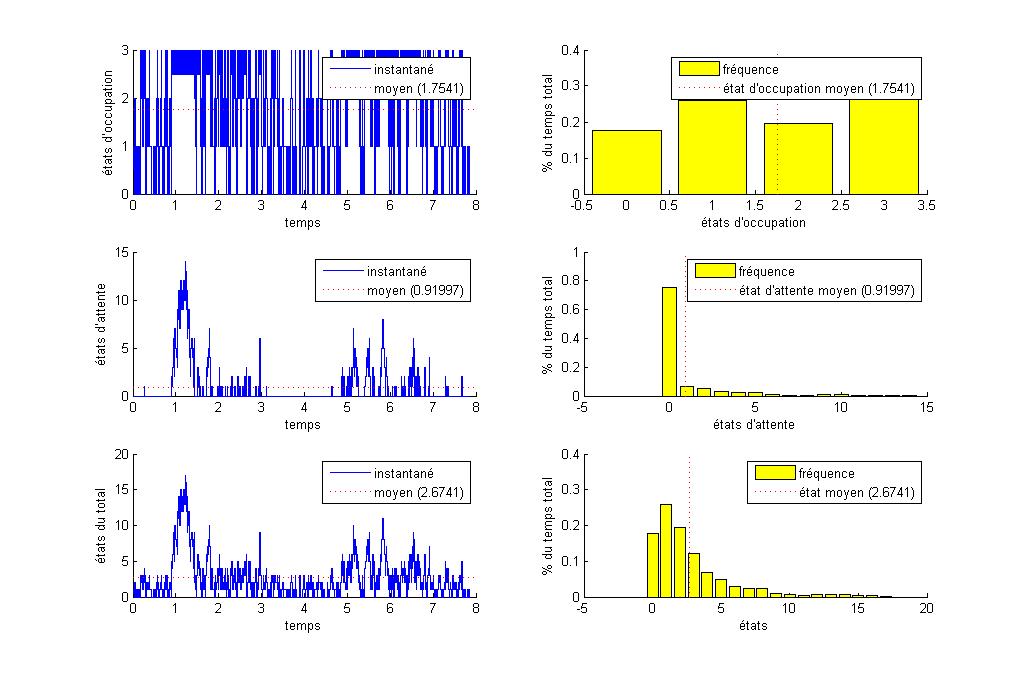 3
2
1
0
états d'occupation
instantané
moyen (1.7541)
0 1 2 3 4 5 6 7 8
temps
0.4
0.3
0.2
0.1
0
% du temps total
fréquence
état d'occupation moyen (1.7541)
-0.5 0 0.5 1 1.5 2 2.5 3 3.5
états d'occupation
15
10
5
0
états d'attente
instantané
moyen (0.91997)
0 1 2 3 4 5 6 7 8
temps
1
0.8
0.6
0.4
0.2
0
% du temps total
fréquence
état d'attente moyen (0.91997)
-5 0 5 10 15
états d'attente
20
15
10
5
0
états du total
instantané
moyen (2.6741)
0 1 2 3 4 5 6 7 8
temps
0.4
0.3
0.2
0.1
0
% du temps total
fréquence
état moyen (2.6741)
-5 0 5 10 15 20
états